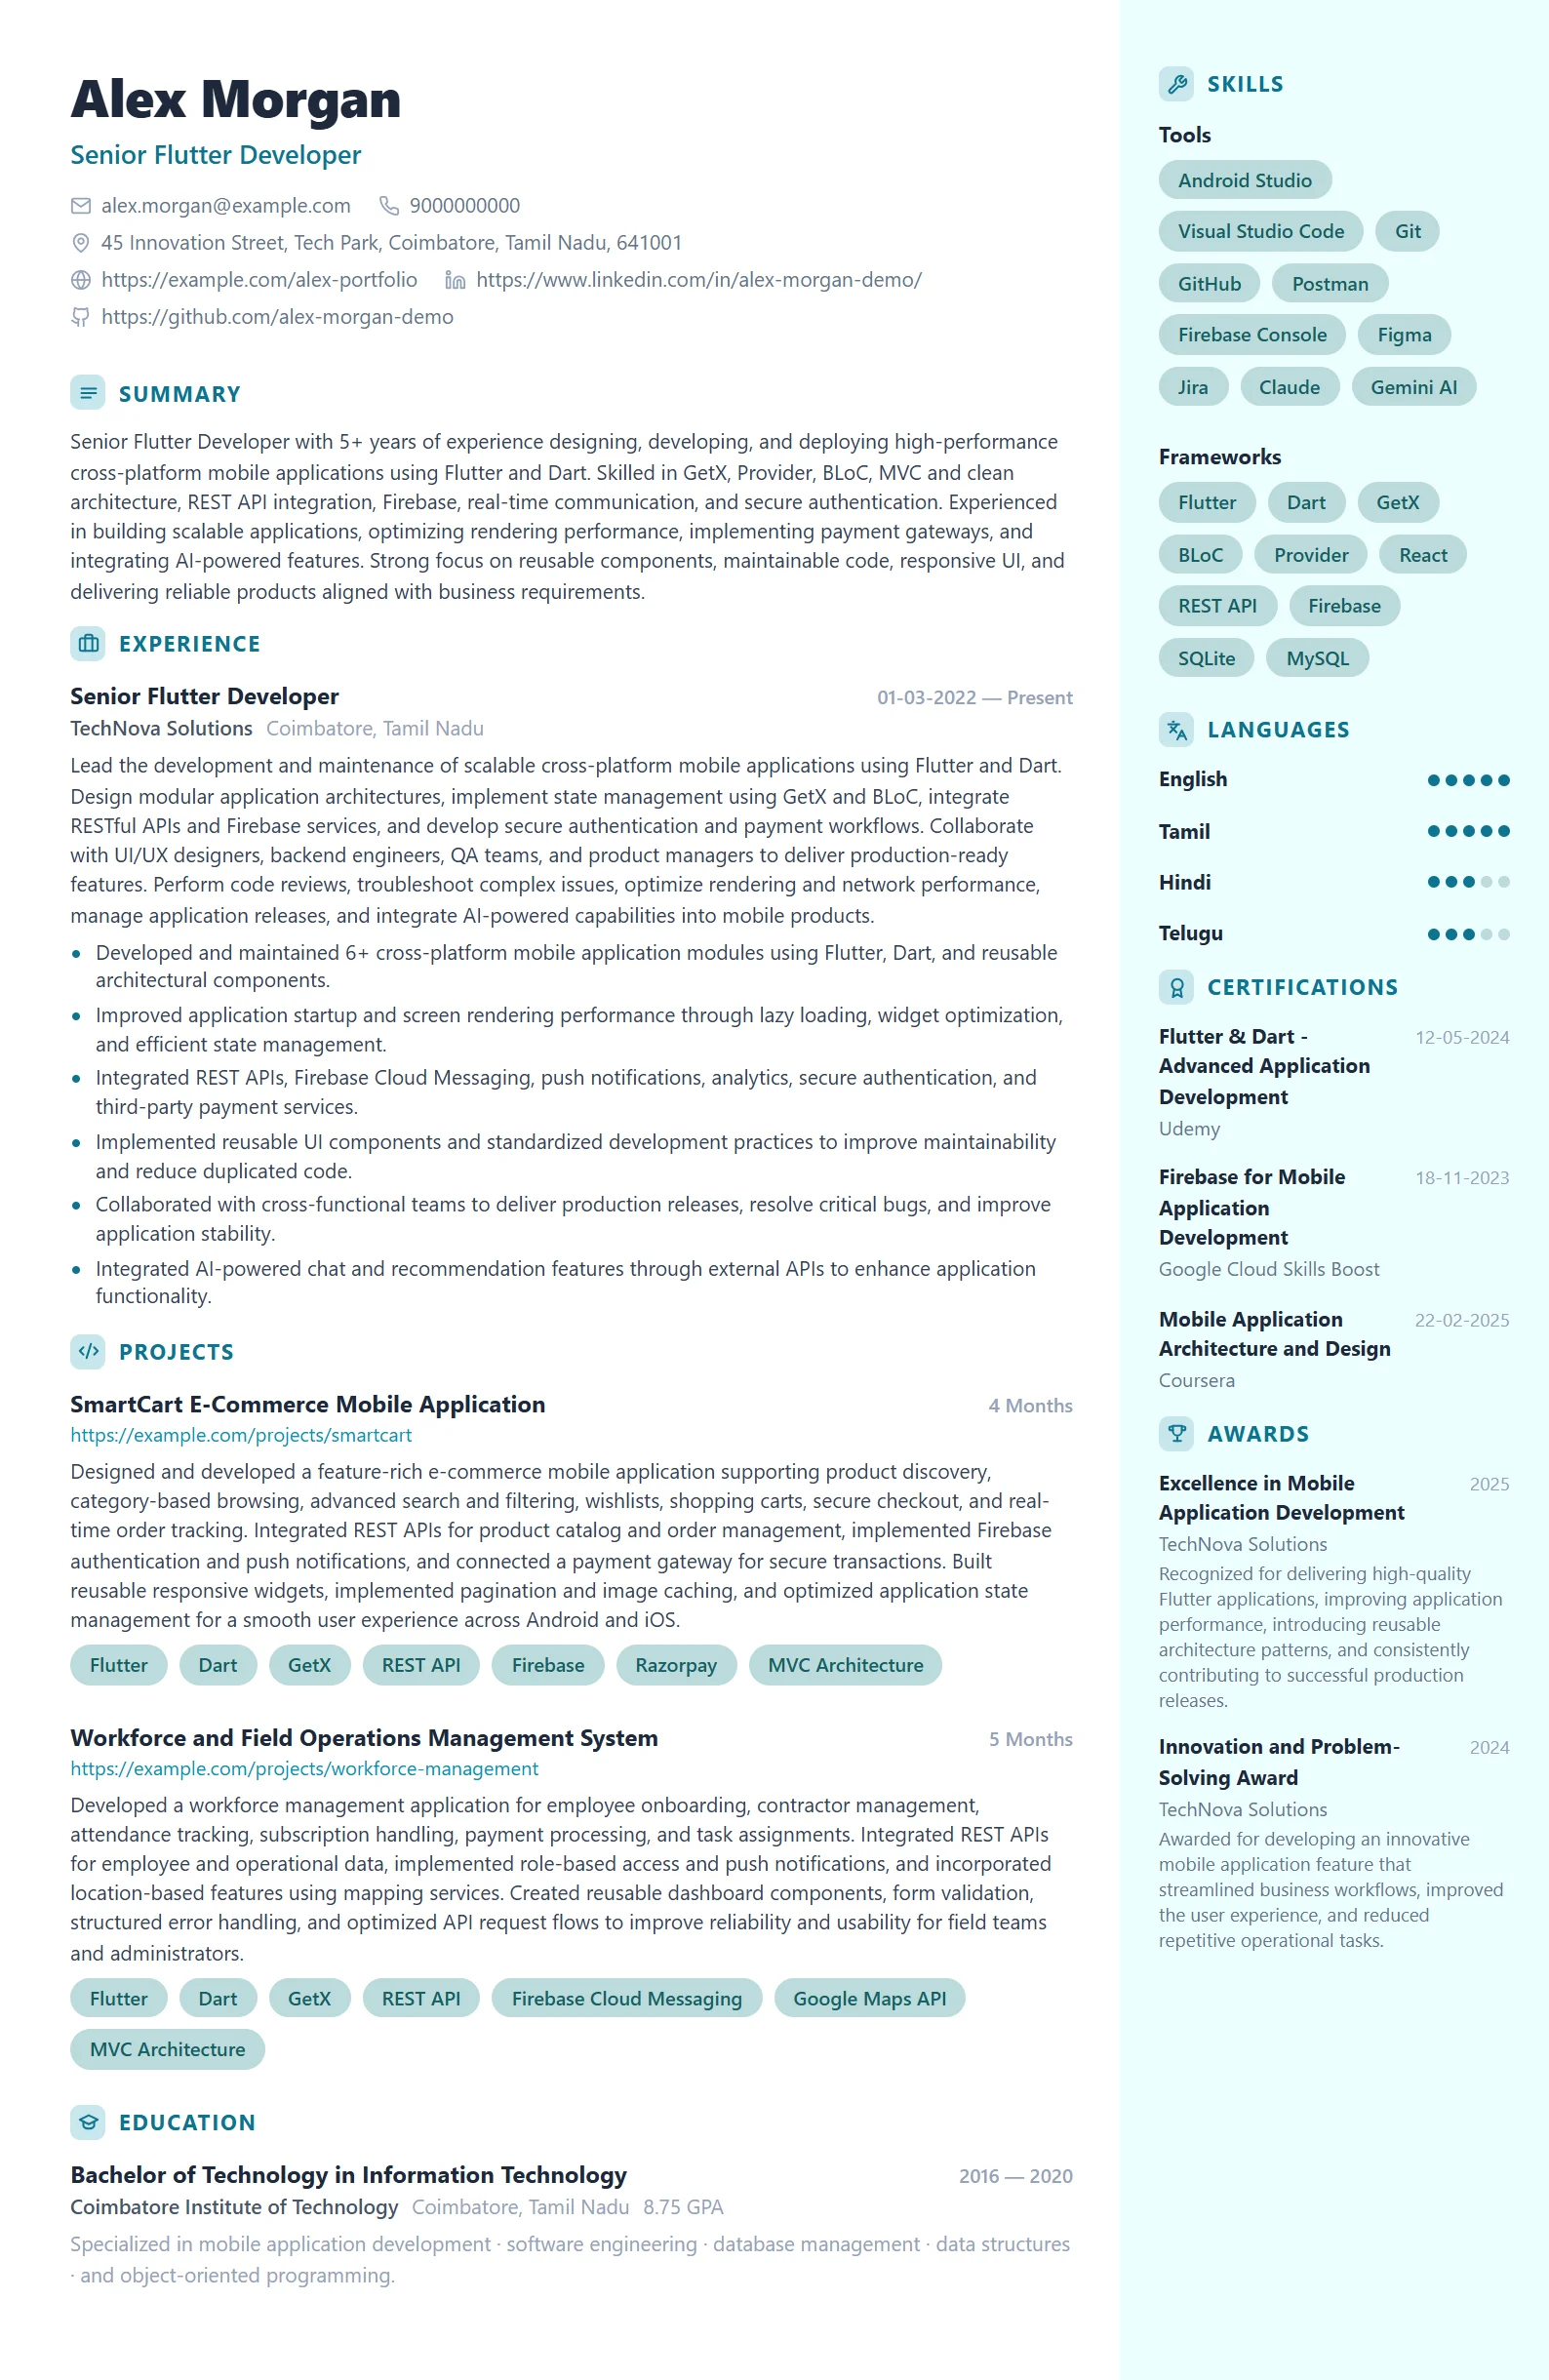 Alex Morgan
Senior Flutter Developer
alex.morgan@example.com 9000000000
45 Innovation Street, Tech Park, Coimbatore, Tamil Nadu, 641001
https://example.com/alex-portfolio https://www.linkedin.com/in/alex-morgan-demo/
https://github.com/alex-morgan-demo
SUMMARY
Senior Flutter Developer with 5+ years of experience designing, developing, and deploying high-performance
cross-platform mobile applications using Flutter and Dart. Skilled in GetX, Provider, BLoC, MVC and clean
architecture, REST API integration, Firebase, real-time communication, and secure authentication. Experienced
in building scalable applications, optimizing rendering performance, implementing payment gateways, and
integrating AI-powered features. Strong focus on reusable components, maintainable code, responsive UI, and
delivering reliable products aligned with business requirements.
EXPERIENCE
Senior Flutter Developer 01-03-2022 — Present
TechNova Solutions Coimbatore, Tamil Nadu
Lead the development and maintenance of scalable cross-platform mobile applications using Flutter and Dart.
Design modular application architectures, implement state management using GetX and BLoC, integrate
RESTful APIs and Firebase services, and develop secure authentication and payment workflows. Collaborate
with UI/UX designers, backend engineers, QA teams, and product managers to deliver production-ready
features. Perform code reviews, troubleshoot complex issues, optimize rendering and network performance,
manage application releases, and integrate AI-powered capabilities into mobile products.
• Developed and maintained 6+ cross-platform mobile application modules using Flutter, Dart, and reusable
architectural components.
• Improved application startup and screen rendering performance through lazy loading, widget optimization,
and efficient state management.
• Integrated REST APIs, Firebase Cloud Messaging, push notifications, analytics, secure authentication, and
third-party payment services.
• Implemented reusable UI components and standardized development practices to improve maintainability
and reduce duplicated code.
• Collaborated with cross-functional teams to deliver production releases, resolve critical bugs, and improve
application stability.
• Integrated AI-powered chat and recommendation features through external APIs to enhance application
functionality.
PROJECTS
SmartCart E-Commerce Mobile Application 4 Months
https://example.com/projects/smartcart
Designed and developed a feature-rich e-commerce mobile application supporting product discovery,
category-based browsing, advanced search and filtering, wishlists, shopping carts, secure checkout, and real-
time order tracking. Integrated REST APIs for product catalog and order management, implemented Firebase
authentication and push notifications, and connected a payment gateway for secure transactions. Built
reusable responsive widgets, implemented pagination and image caching, and optimized application state
management for a smooth user experience across Android and iOS.
Flutter Dart GetX REST API Firebase Razorpay MVC Architecture
Workforce and Field Operations Management System 5 Months
https://example.com/projects/workforce-management
Developed a workforce management application for employee onboarding, contractor management,
attendance tracking, subscription handling, payment processing, and task assignments. Integrated REST APIs
for employee and operational data, implemented role-based access and push notifications, and incorporated
location-based features using mapping services. Created reusable dashboard components, form validation,
structured error handling, and optimized API request flows to improve reliability and usability for field teams
and administrators.
Flutter Dart GetX REST API Firebase Cloud Messaging Google Maps API
MVC Architecture
EDUCATION
Bachelor of Technology in Information Technology 2016 — 2020
Coimbatore Institute of Technology Coimbatore, Tamil Nadu 8.75 GPA
Specialized in mobile application development · software engineering · database management · data structures
· and object-oriented programming.
SKILLS
Tools
Android Studio
Visual Studio Code Git
GitHub Postman
Firebase Console Figma
Jira Claude Gemini AI
Frameworks
Flutter Dart GetX
BLoC Provider React
REST API Firebase
SQLite MySQL
LANGUAGES
English
Tamil
Hindi
Telugu
CERTIFICATIONS
Flutter & Dart - 12-05-2024
Advanced Application
Development
Udemy
Firebase for Mobile 18-11-2023
Application
Development
Google Cloud Skills Boost
Mobile Application 22-02-2025
Architecture and Design
Coursera
AWARDS
Excellence in Mobile 2025
Application Development
TechNova Solutions
Recognized for delivering high-quality
Flutter applications, improving application
performance, introducing reusable
architecture patterns, and consistently
contributing to successful production
releases.
Innovation and Problem- 2024
Solving Award
TechNova Solutions
Awarded for developing an innovative
mobile application feature that
streamlined business workflows, improved
the user experience, and reduced
repetitive operational tasks.